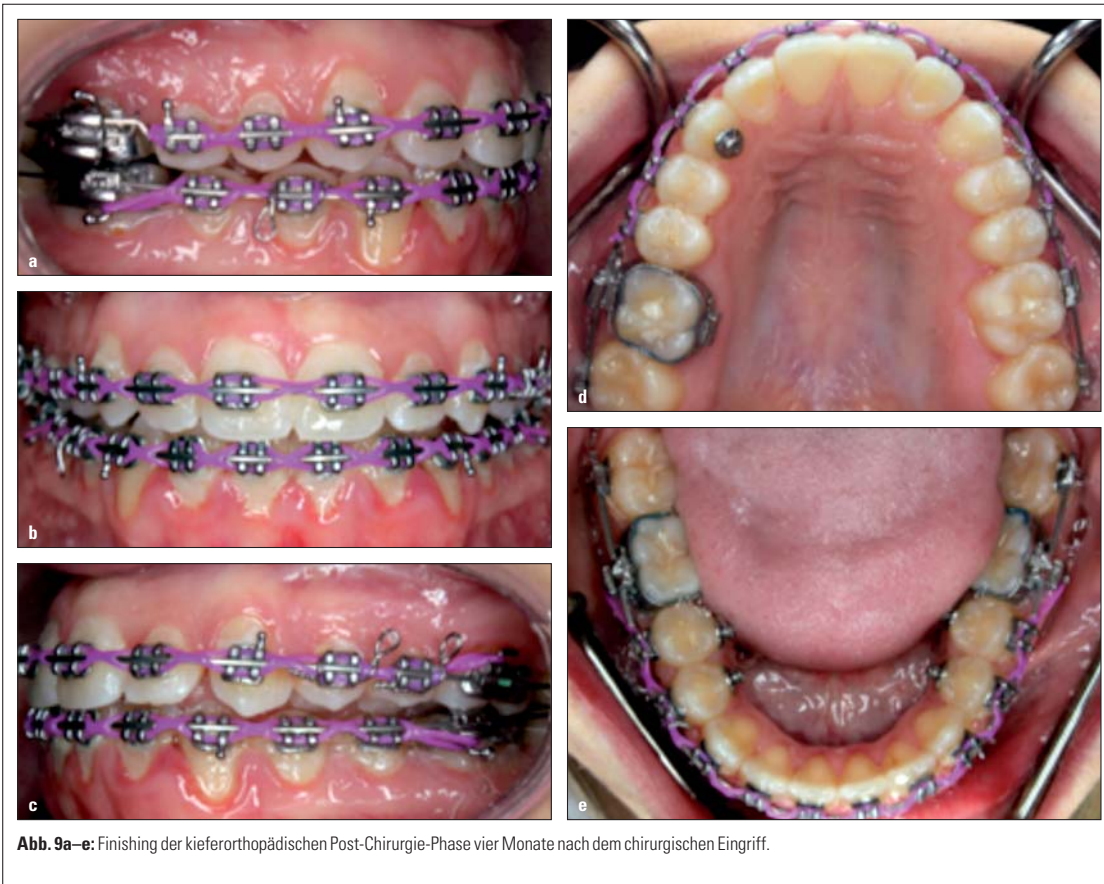 a
b
c
d
e
Abb. 9a–e: Finishing der kieferorthopädischen Post-Chirurgie-Phase vier Monate nach dem chirurgischen Eingriff.